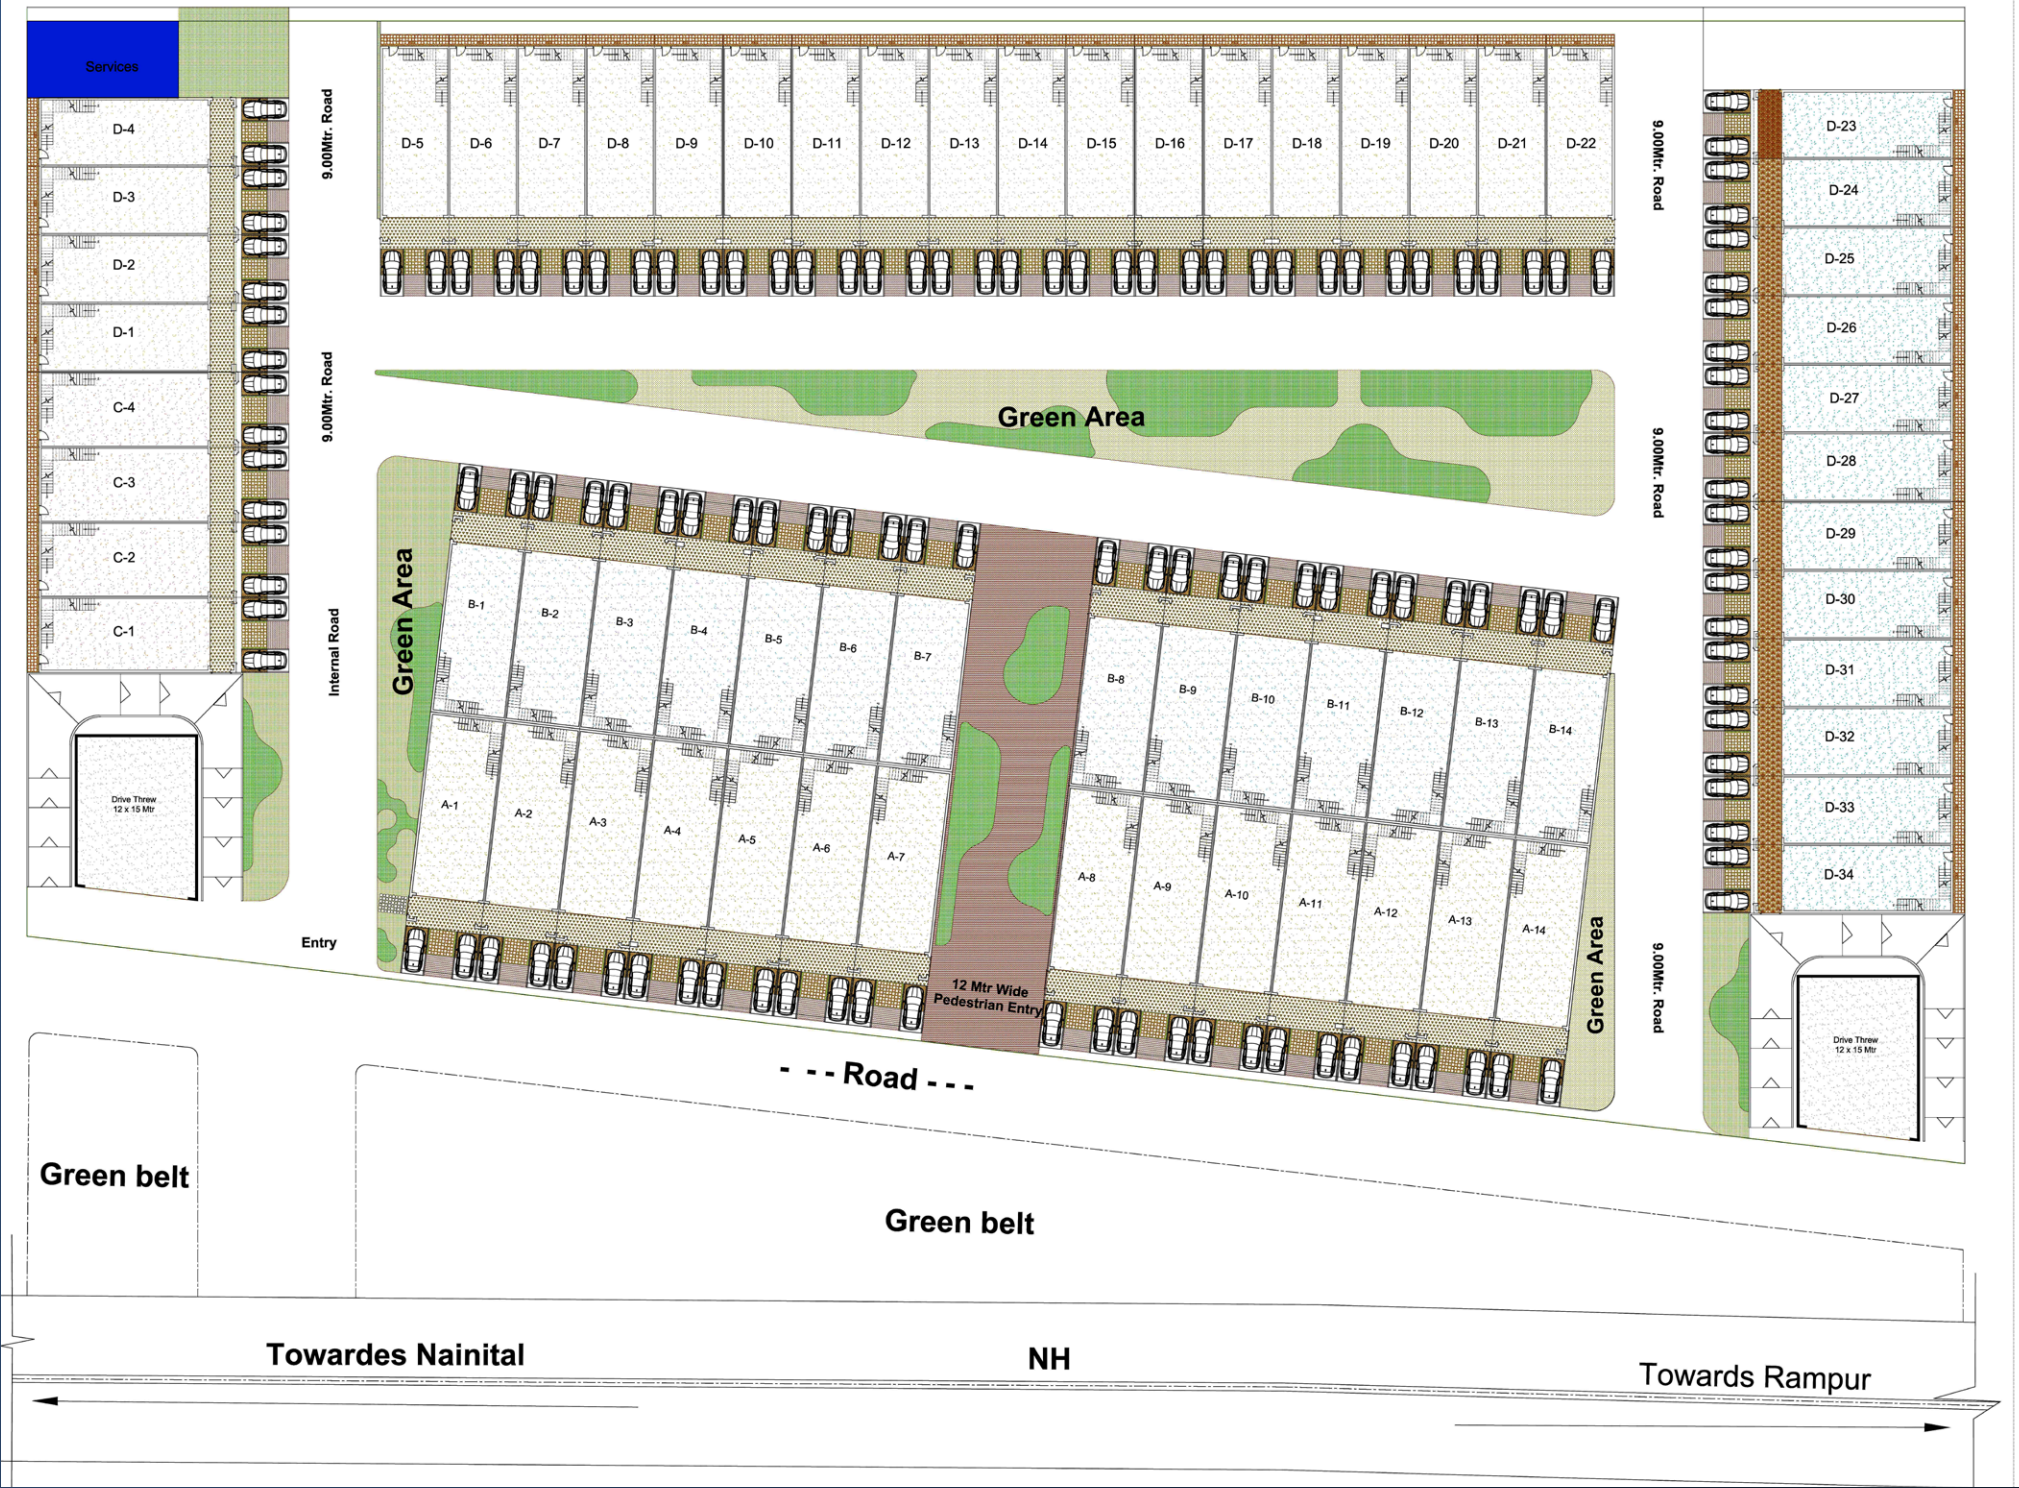 Services
D-4
D-3
D-2
D-1
C-4
C-3
C-2
C-1
Drive Threw
12 x 15 Mtr
9.00Mtr. Road
9.00Mtr. Road
Internal Road
Entry
D-5 D-6 D-7 D-8 D-9 D-10 D-11 D-12 D-13 D-14 D-15 D-16 D-17 D-18 D-19 D-20 D-21 D-22
Green Area
Green Area
B-1 B-2 B-3 B-4 B-5 B-6 B-7
B-8 B-9 B-10 B-11 B-12 B-13 B-14
A-1 A-2 A-3 A-4 A-5 A-6 A-7
A-8 A-9 A-10 A-11 A-12 A-13 A-14
12 Mtr Wide
Pedestrian Entry
Green Area
9.00Mtr. Road
9.00Mtr. Road
9.00Mtr. Road
D-23
D-24
D-25
D-26
D-27
D-28
D-29
D-30
D-31
D-32
D-33
D-34
Drive Threw
12 x 15 Mtr
- - - Road - - -
Green belt
Green belt
Towardes Nainital
NH
Towards Rampur